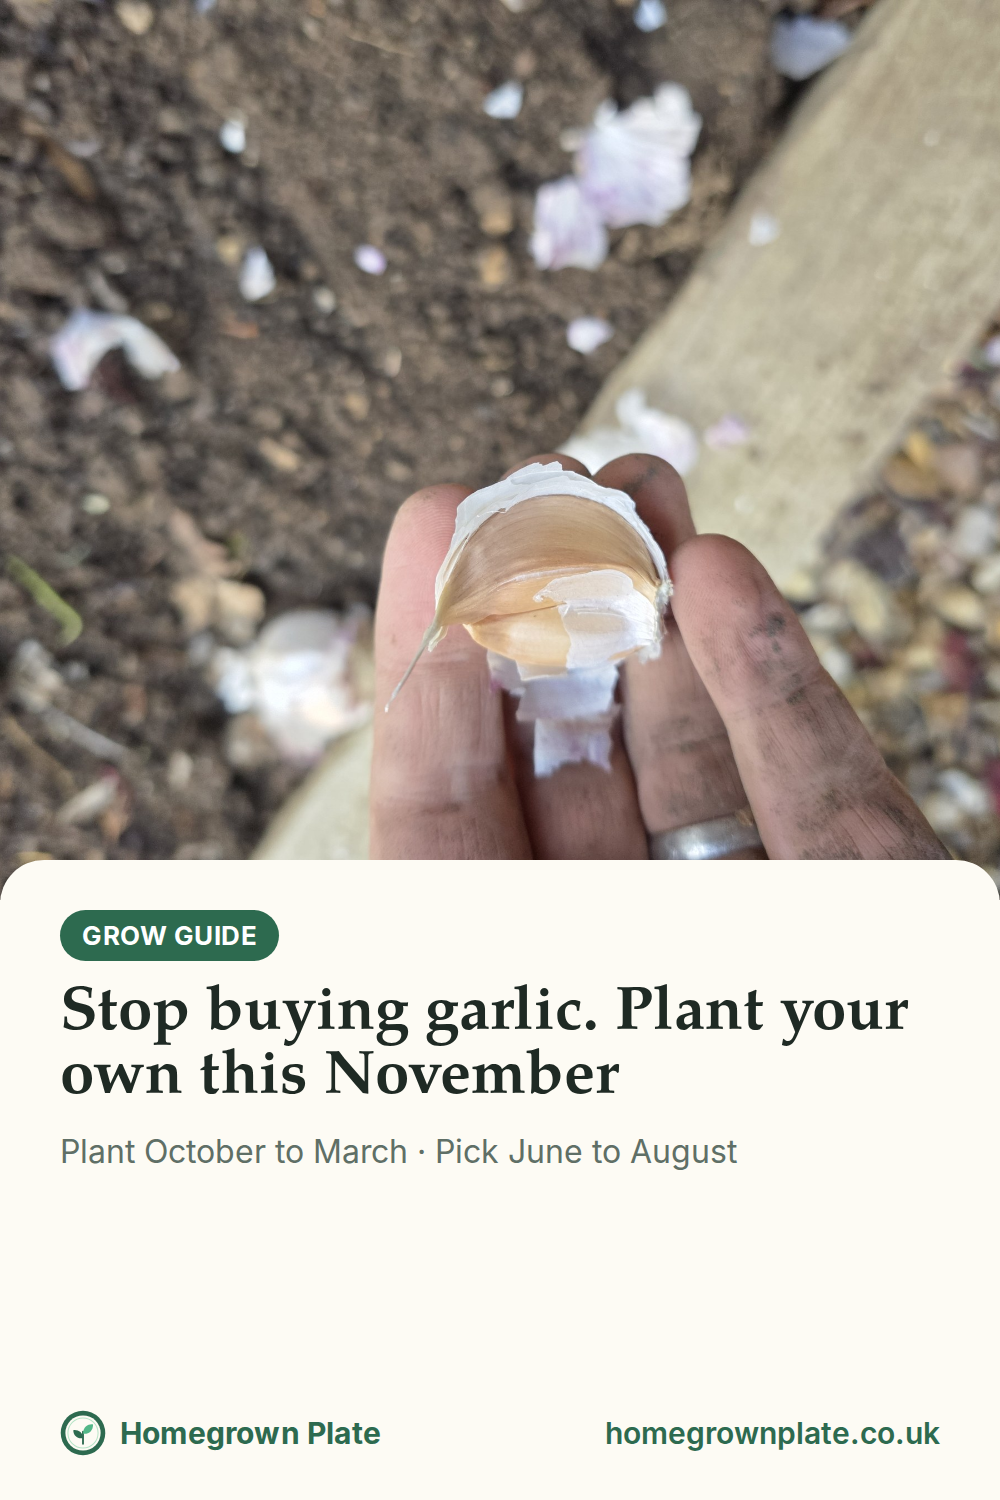 GROW GUIDE
Stop buying garlic. Plant your
own this November
Plant October to March · Pick June to August
Homegrown Plate
homegrownplate.co.uk